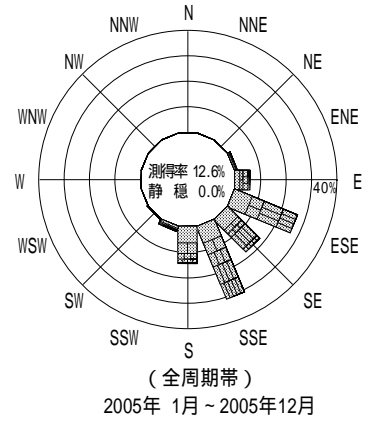 N
NNW NNE
NW NE
WNW ENE
測得率 12.6%
W 40% E
静 穏 0.0%
WSW ESE
SW SE
SSW SSE
S
(全周期帯)
2005年 1月~2005年12月